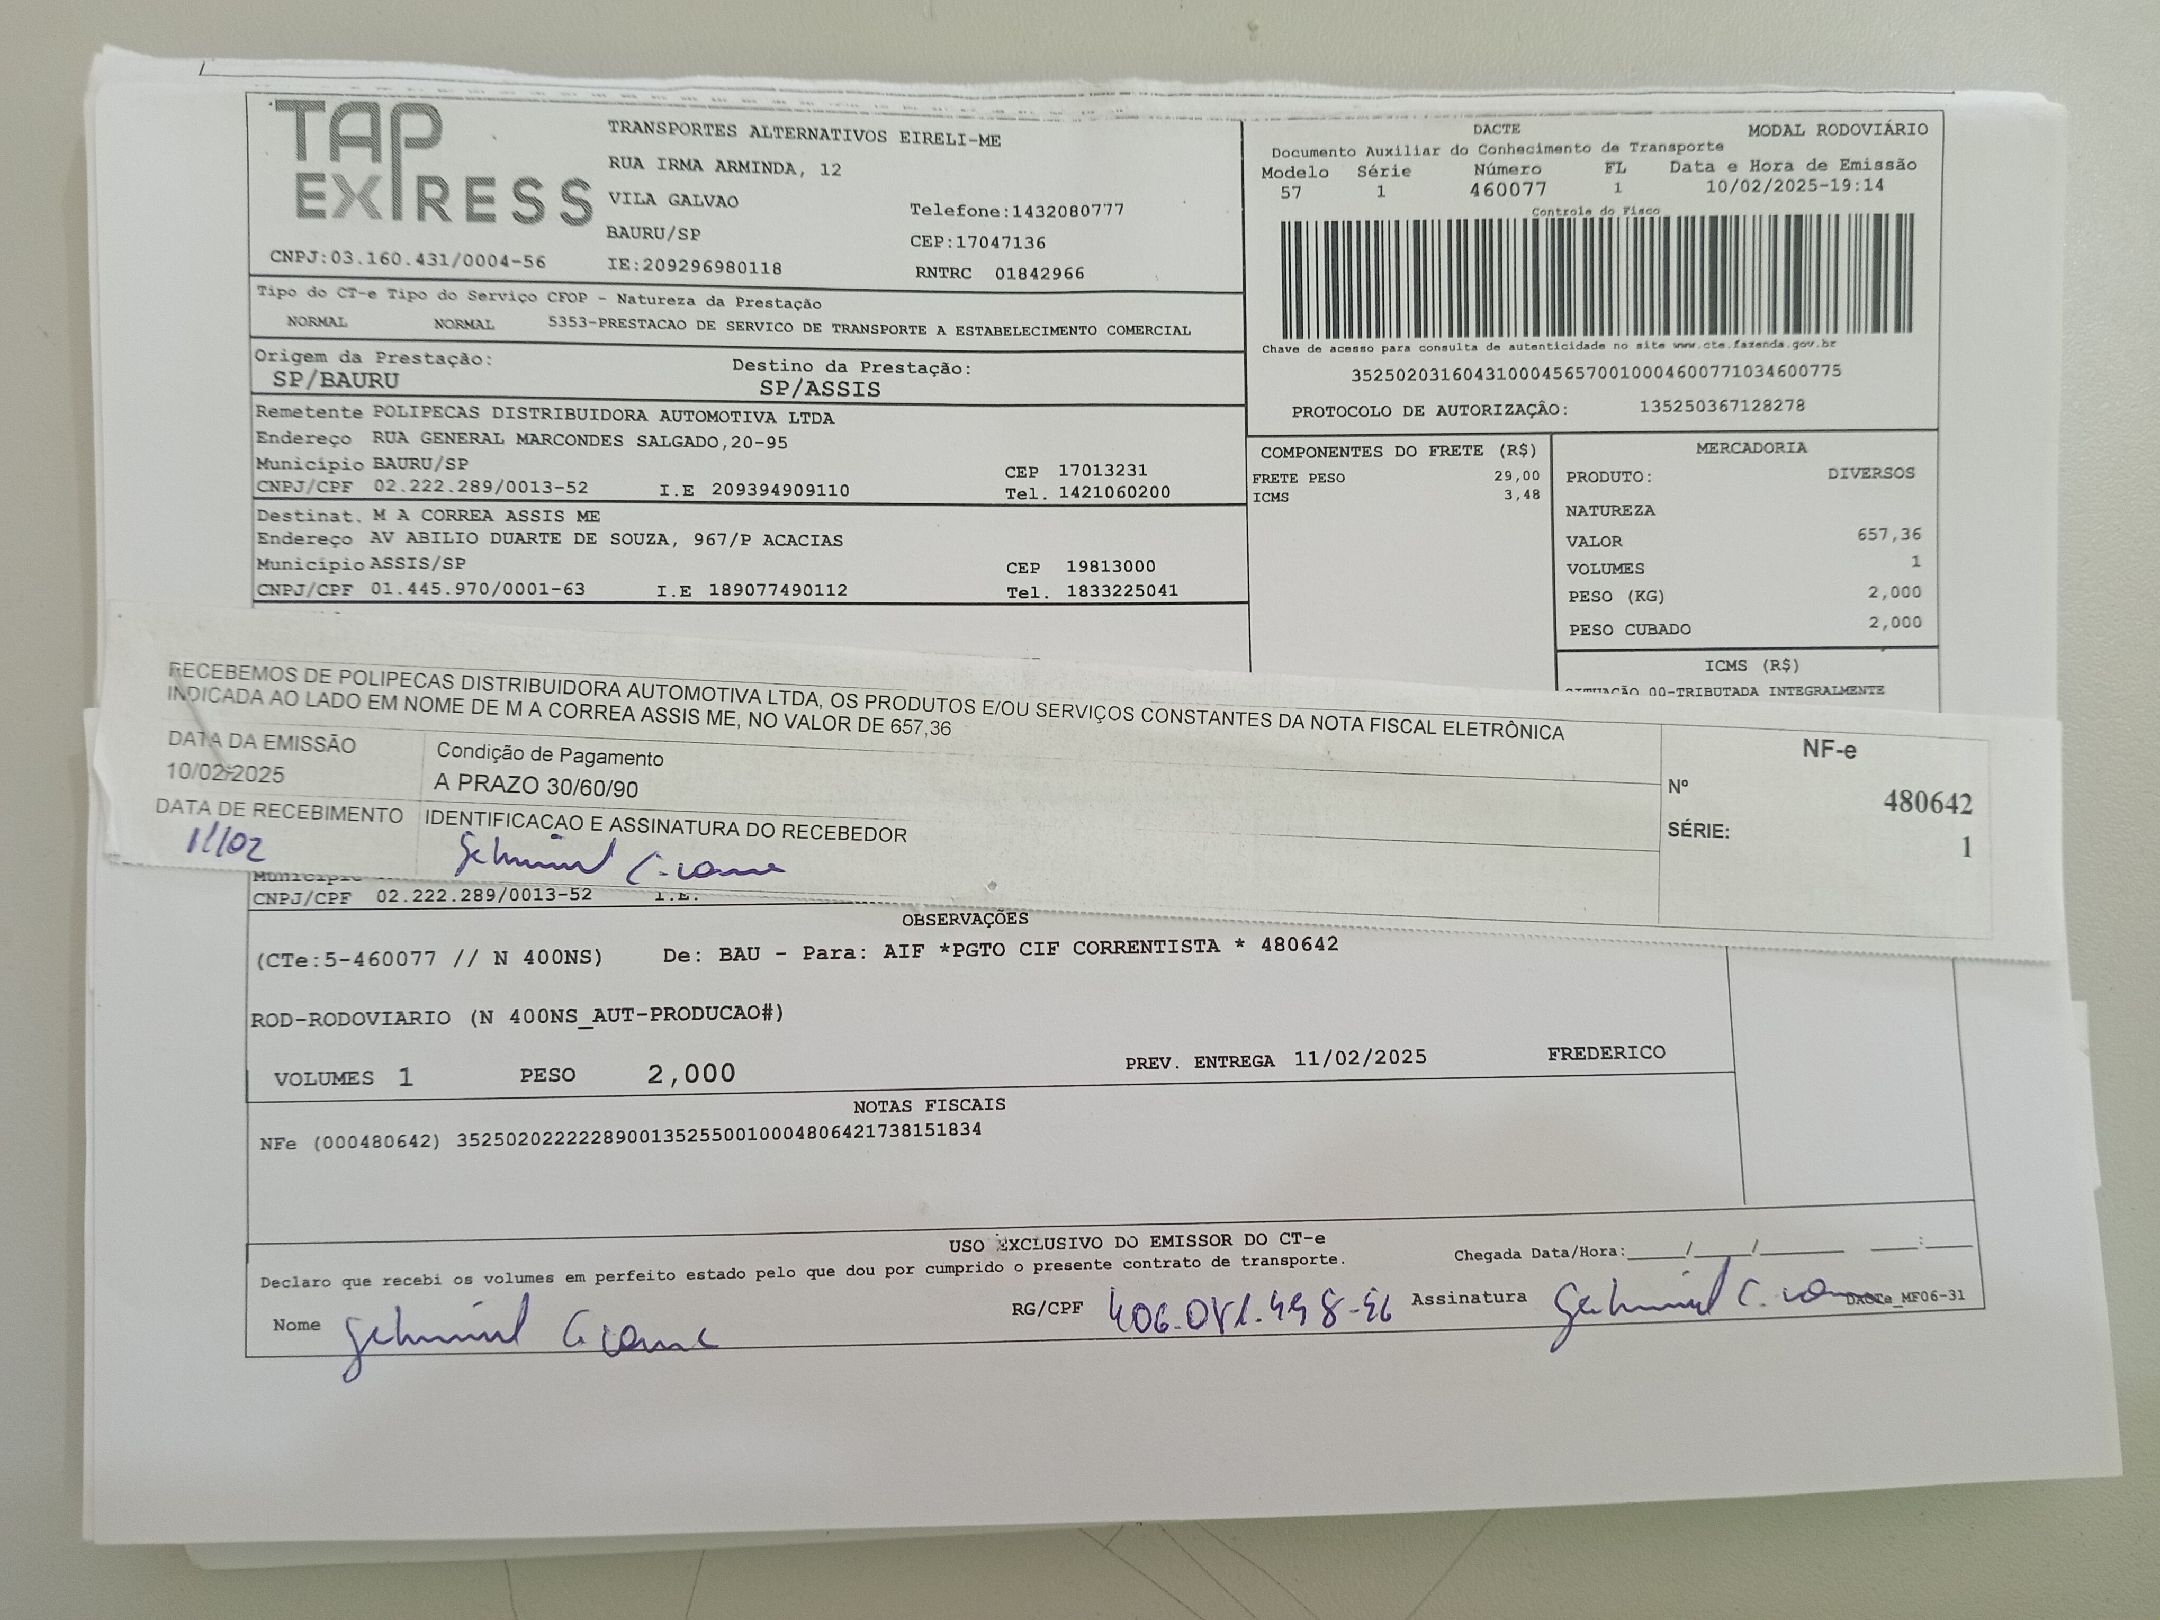 TAP EXPRESS
TRANSPORTES ALTERNATIVOS EIRELI-ME
RUA IRMA ARMINDA, 12
VILA GALVAO
Telefone:1432080777
BAURU/SP
CEP:17047136
CNPJ:03.160.431/0004-56
IE:209296980118
RNTRC 01842966
DACTE MODAL RODOVIÁRIO
Documento Auxiliar do Conhecimento de Transporte
Modelo Série Número FL Data e Hora de Emissão
57 1 460077 1 10/02/2025-19:14
Controle do Fisco
Chave de acesso para consulta de autenticidade no site www.cte.fazenda.gov.br
35250203160431000456570010004600771034600775
PROTOCOLO DE AUTORIZAÇÃO: 135250367128278
Tipo do CT-e Tipo do Serviço CFOP - Natureza da Prestação
NORMAL NORMAL 5353-PRESTACAO DE SERVICO DE TRANSPORTE A ESTABELECIMENTO COMERCIAL
Origem da Prestação: Destino da Prestação:
SP/BAURU SP/ASSIS
Remetente POLIPECAS DISTRIBUIDORA AUTOMOTIVA LTDA
Endereço RUA GENERAL MARCONDES SALGADO,20-95
Município BAURU/SP CEP 17013231
CNPJ/CPF 02.222.289/0013-52 I.E 209394909110 Tel. 1421060200
Destinat. M A CORREA ASSIS ME
Endereço AV ABILIO DUARTE DE SOUZA, 967/P ACACIAS
Município ASSIS/SP CEP 19813000
CNPJ/CPF 01.445.970/0001-63 I.E 189077490112 Tel. 1833225041
COMPONENTES DO FRETE (R$)
FRETE PESO 29,00
ICMS 3,48
MERCADORIA
PRODUTO: DIVERSOS
NATUREZA
VALOR 657,36
VOLUMES 1
PESO (KG) 2,000
PESO CUBADO 2,000
ICMS (R$)
SITUAÇÃO 00-TRIBUTADA INTEGRALMENTE
RECEBEMOS DE POLIPECAS DISTRIBUIDORA AUTOMOTIVA LTDA, OS PRODUTOS E/OU SERVIÇOS CONSTANTES DA NOTA FISCAL ELETRÔNICA
INDICADA AO LADO EM NOME DE M A CORREA ASSIS ME, NO VALOR DE 657,36
DATA DA EMISSÃO Condição de Pagamento
10/02/2025 A PRAZO 30/60/90
DATA DE RECEBIMENTO IDENTIFICAÇAO E ASSINATURA DO RECEBEDOR
11/02
NF-e
Nº 480642
SÉRIE: 1
Município
CNPJ/CPF 02.222.289/0013-52 I.E.
OBSERVAÇÕES
(CTe:5-460077 // N 400NS) De: BAU - Para: AIF *PGTO CIF CORRENTISTA * 480642
ROD-RODOVIARIO (N 400NS_AUT-PRODUCAO#)
VOLUMES 1 PESO 2,000 PREV. ENTREGA 11/02/2025 FREDERICO
NOTAS FISCAIS
NFe (000480642) 35250202222289001352550010004806421738151834
USO EXCLUSIVO DO EMISSOR DO CT-e
Declaro que recebi os volumes em perfeito estado pelo que dou por cumprido o presente contrato de transporte.
Chegada Data/Hora:____/____/______ ___:___
Nome
RG/CPF
Assinatura
DACTe_MF06-31